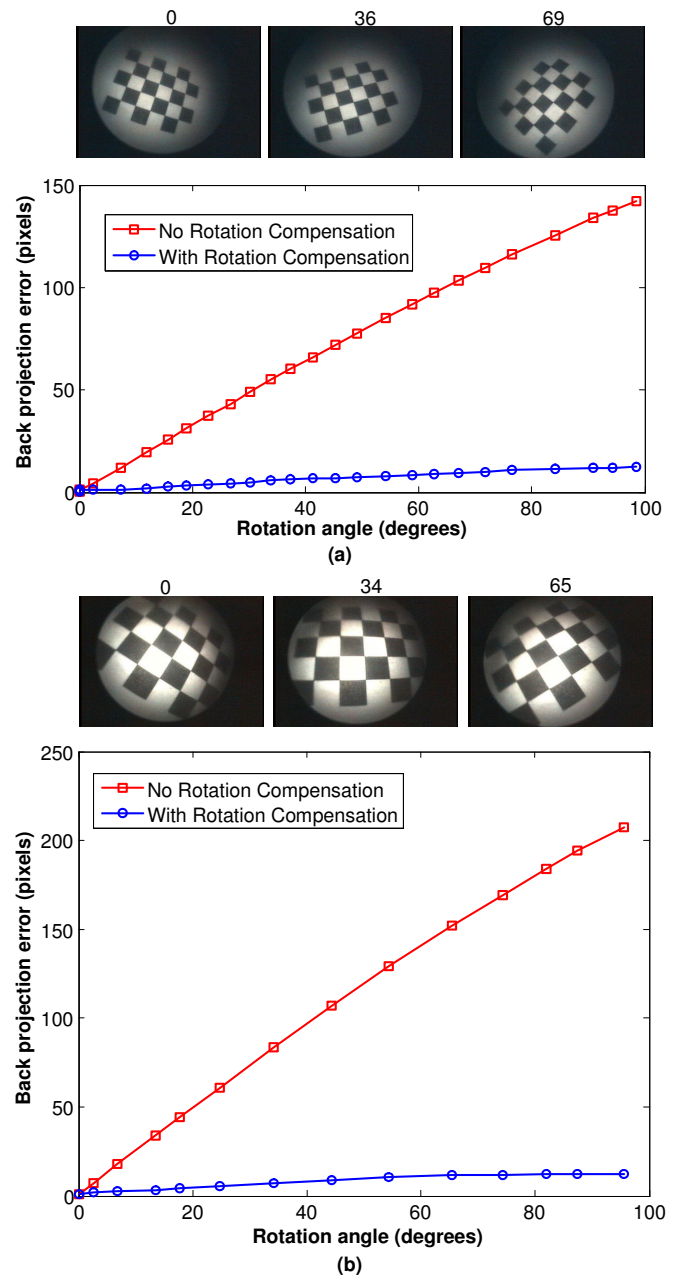 0 36 69
150
100
50
0
Back projection error (pixels)
No Rotation Compensation
With Rotation Compensation
0 20 40 60 80 100
Rotation angle (degrees)
(a)
0 34 65
250
200
150
100
50
0
Back projection error (pixels)
No Rotation Compensation
With Rotation Compensation
0 20 40 60 80 100
Rotation angle (degrees)
(b)